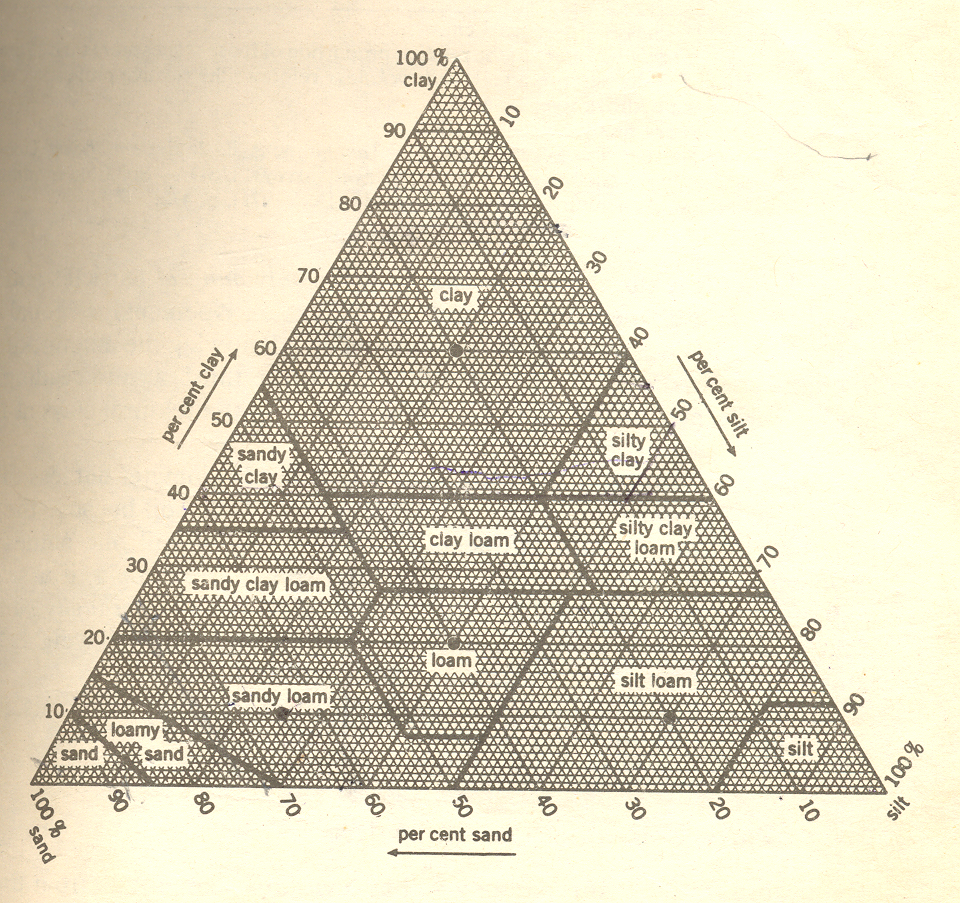 100 %
clay
90
10
80
20
70
30
clay
60
40
per cent clay
per cent silt
50
50
sandy
clay
silty
clay
40
60
clay loam
silty clay
loam
30
70
sandy clay loam
20
80
loam
sandy loam
silt loam
10
90
loamy
sand
sand
silt
100 %
sand
90
80
70
60
50
40
30
20
10
100 %
silt
per cent sand